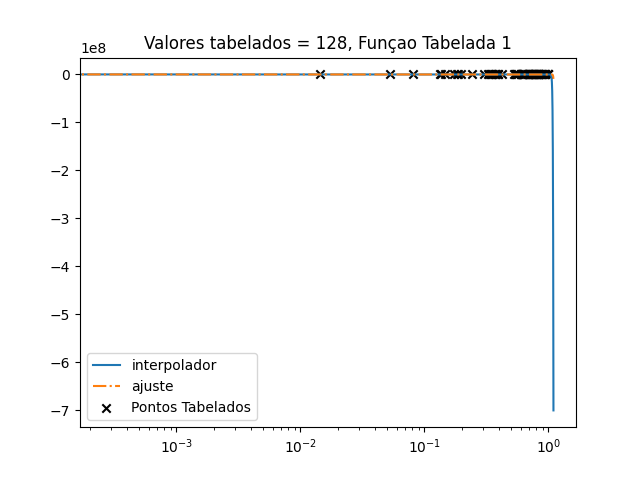 Valores tabelados = 128, Funçao Tabelada 1
1e8
0
−1
−2
−3
−4
−5
−6
−7
interpolador
ajuste
Pontos Tabelados
10⁻³ 10⁻² 10⁻¹ 10⁰